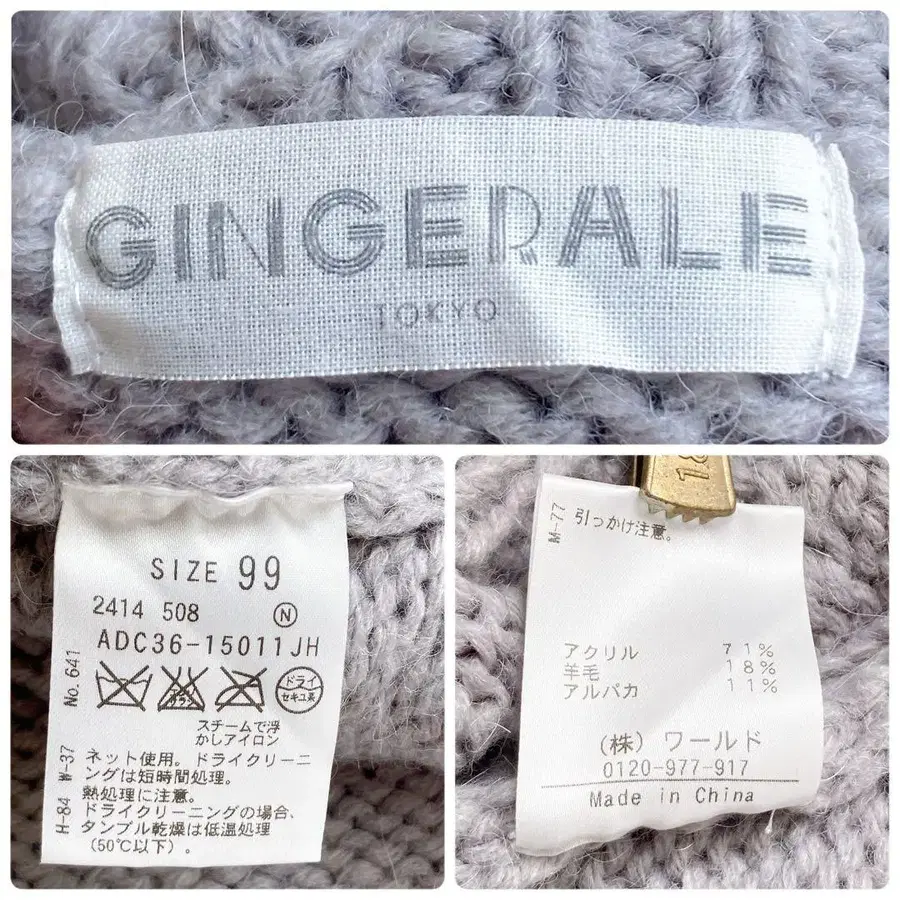 GINGERALE
TOKYO
SIZE 99
2414 508 N
ADC36-15011JH
ドライ
セキユ系
スチームで浮
かしアイロン
ネット使用。ドライクリーニ
ングは短時間処理。
熱処理に注意。
ドライクリーニングの場合、
タンブル乾燥は低温処理
(50℃以下)。
No. 641
H-84 W-37
M-77
引っかけ注意。
アクリル 71%
羊毛 18%
アルパカ 11%
(株)ワールド
0120-977-917
Made in China